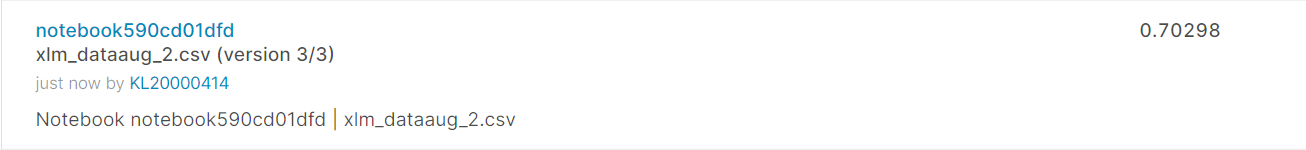 notebook590cd01dfd 0.70298
xlm_dataaug_2.csv (version 3/3)
just now by KL20000414
Notebook notebook590cd01dfd | xlm_dataaug_2.csv